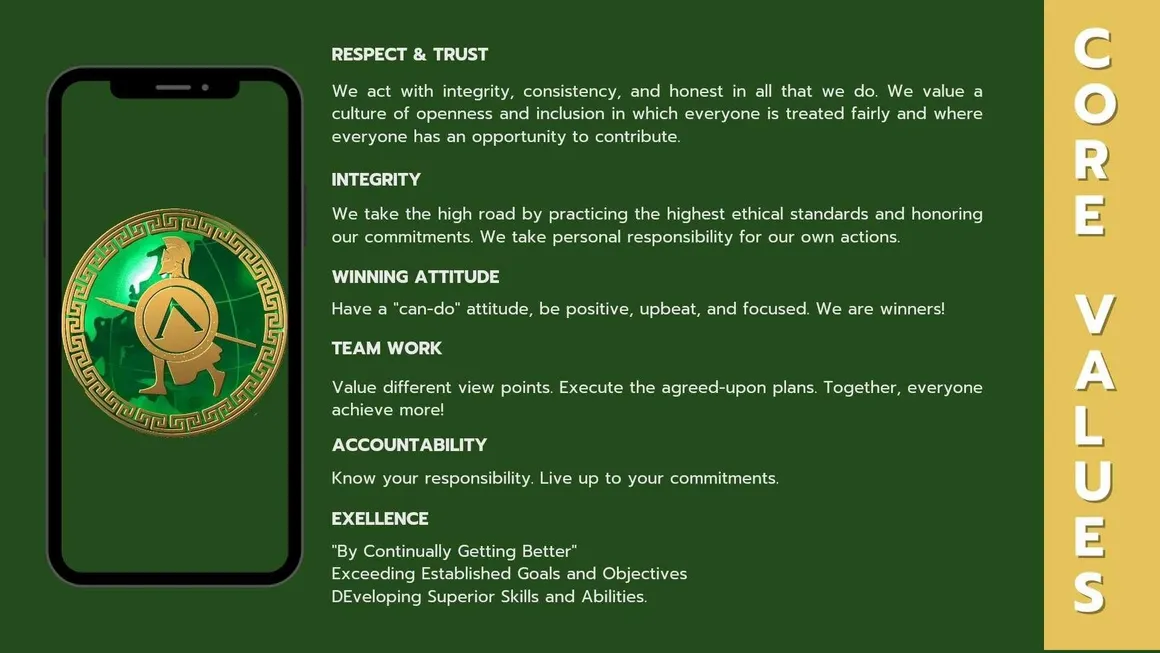 RESPECT & TRUST
We act with integrity, consistency, and honest in all that we do. We value a
culture of openness and inclusion in which everyone is treated fairly and where
everyone has an opportunity to contribute.
INTEGRITY
We take the high road by practicing the highest ethical standards and honoring
our commitments. We take personal responsibility for our own actions.
WINNING ATTITUDE
Have a "can-do" attitude, be positive, upbeat, and focused. We are winners!
TEAM WORK
Value different view points. Execute the agreed-upon plans. Together, everyone
achieve more!
ACCOUNTABILITY
Know your responsibility. Live up to your commitments.
EXELLENCE
"By Continually Getting Better"
Exceeding Established Goals and Objectives
DEveloping Superior Skills and Abilities.
CORE VALUES